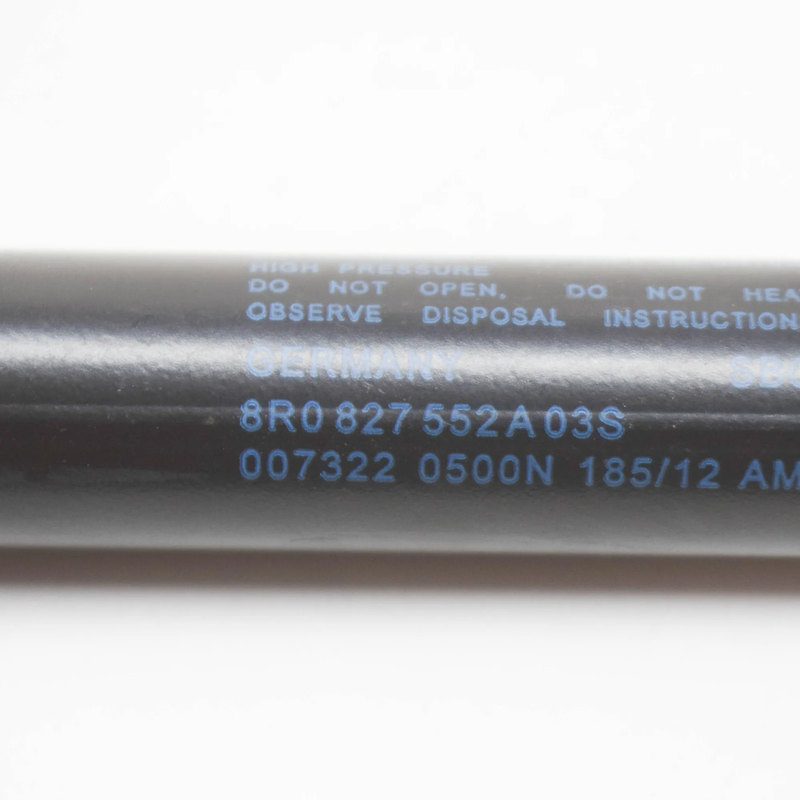 HIGH PRESSURE
DO NOT OPEN, DO NOT HEA
OBSERVE DISPOSAL INSTRUCTION
GERMANY
8R0 827 552 A 03S
007322 0500N 185/12 AM